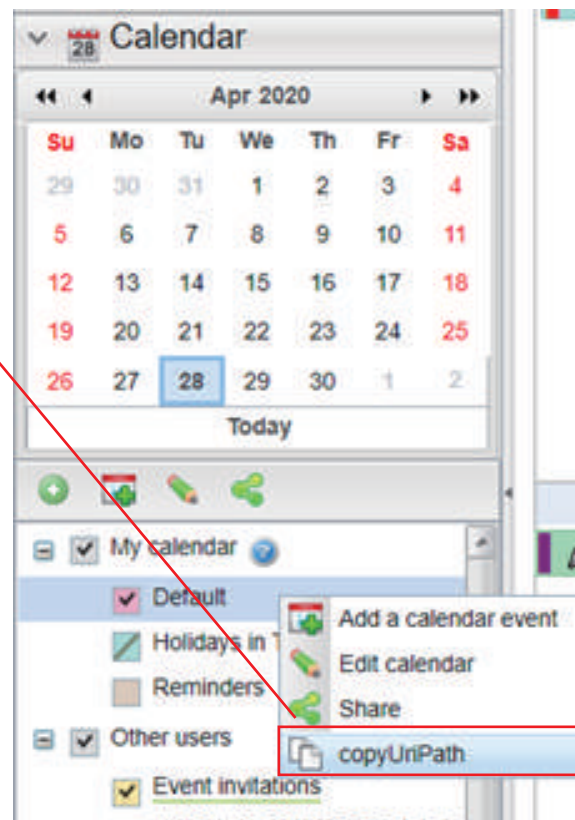 28 Calendar
Apr 2020
Su Mo Tu We Th Fr Sa
29 30 31 1 2 3 4
5 6 7 8 9 10 11
12 13 14 15 16 17 18
19 20 21 22 23 24 25
26 27 28 29 30 1 2
Today
My calendar
Default
Holidays in
Reminders
Other users
Event invitations
Add a calendar event
Edit calendar
Share
copyUriPath